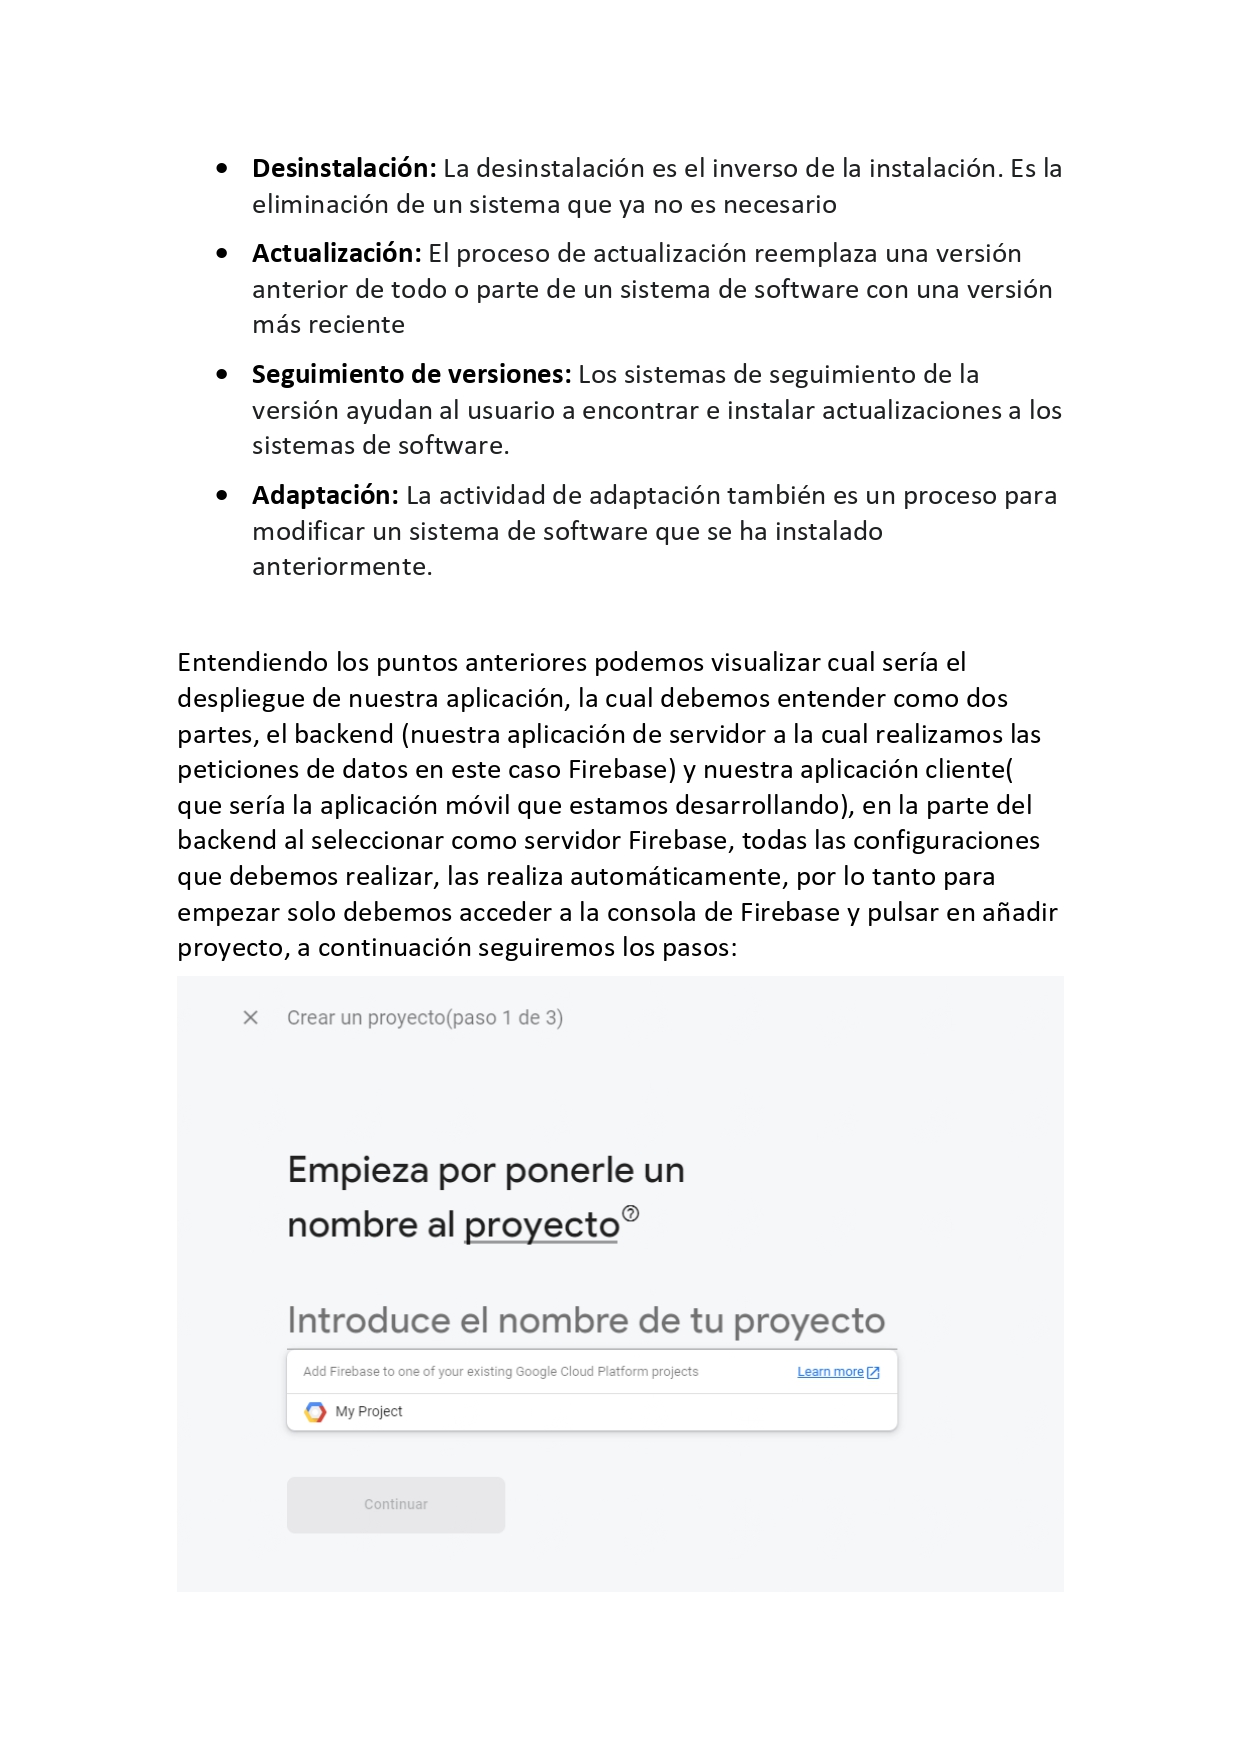 • Desinstalación: La desinstalación es el inverso de la instalación. Es la
eliminación de un sistema que ya no es necesario
• Actualización: El proceso de actualización reemplaza una versión
anterior de todo o parte de un sistema de software con una versión
más reciente
• Seguimiento de versiones: Los sistemas de seguimiento de la
versión ayudan al usuario a encontrar e instalar actualizaciones a los
sistemas de software.
• Adaptación: La actividad de adaptación también es un proceso para
modificar un sistema de software que se ha instalado
anteriormente.
Entendiendo los puntos anteriores podemos visualizar cual sería el
despliegue de nuestra aplicación, la cual debemos entender como dos
partes, el backend (nuestra aplicación de servidor a la cual realizamos las
peticiones de datos en este caso Firebase) y nuestra aplicación cliente(
que sería la aplicación móvil que estamos desarrollando), en la parte del
backend al seleccionar como servidor Firebase, todas las configuraciones
que debemos realizar, las realiza automáticamente, por lo tanto para
empezar solo debemos acceder a la consola de Firebase y pulsar en añadir
proyecto, a continuación seguiremos los pasos:
Crear un proyecto(paso 1 de 3)
Empieza por ponerle un
nombre al proyecto
Introduce el nombre de tu proyecto
Add Firebase to one of your existing Google Cloud Platform projects Learn more
My Project
Continuar